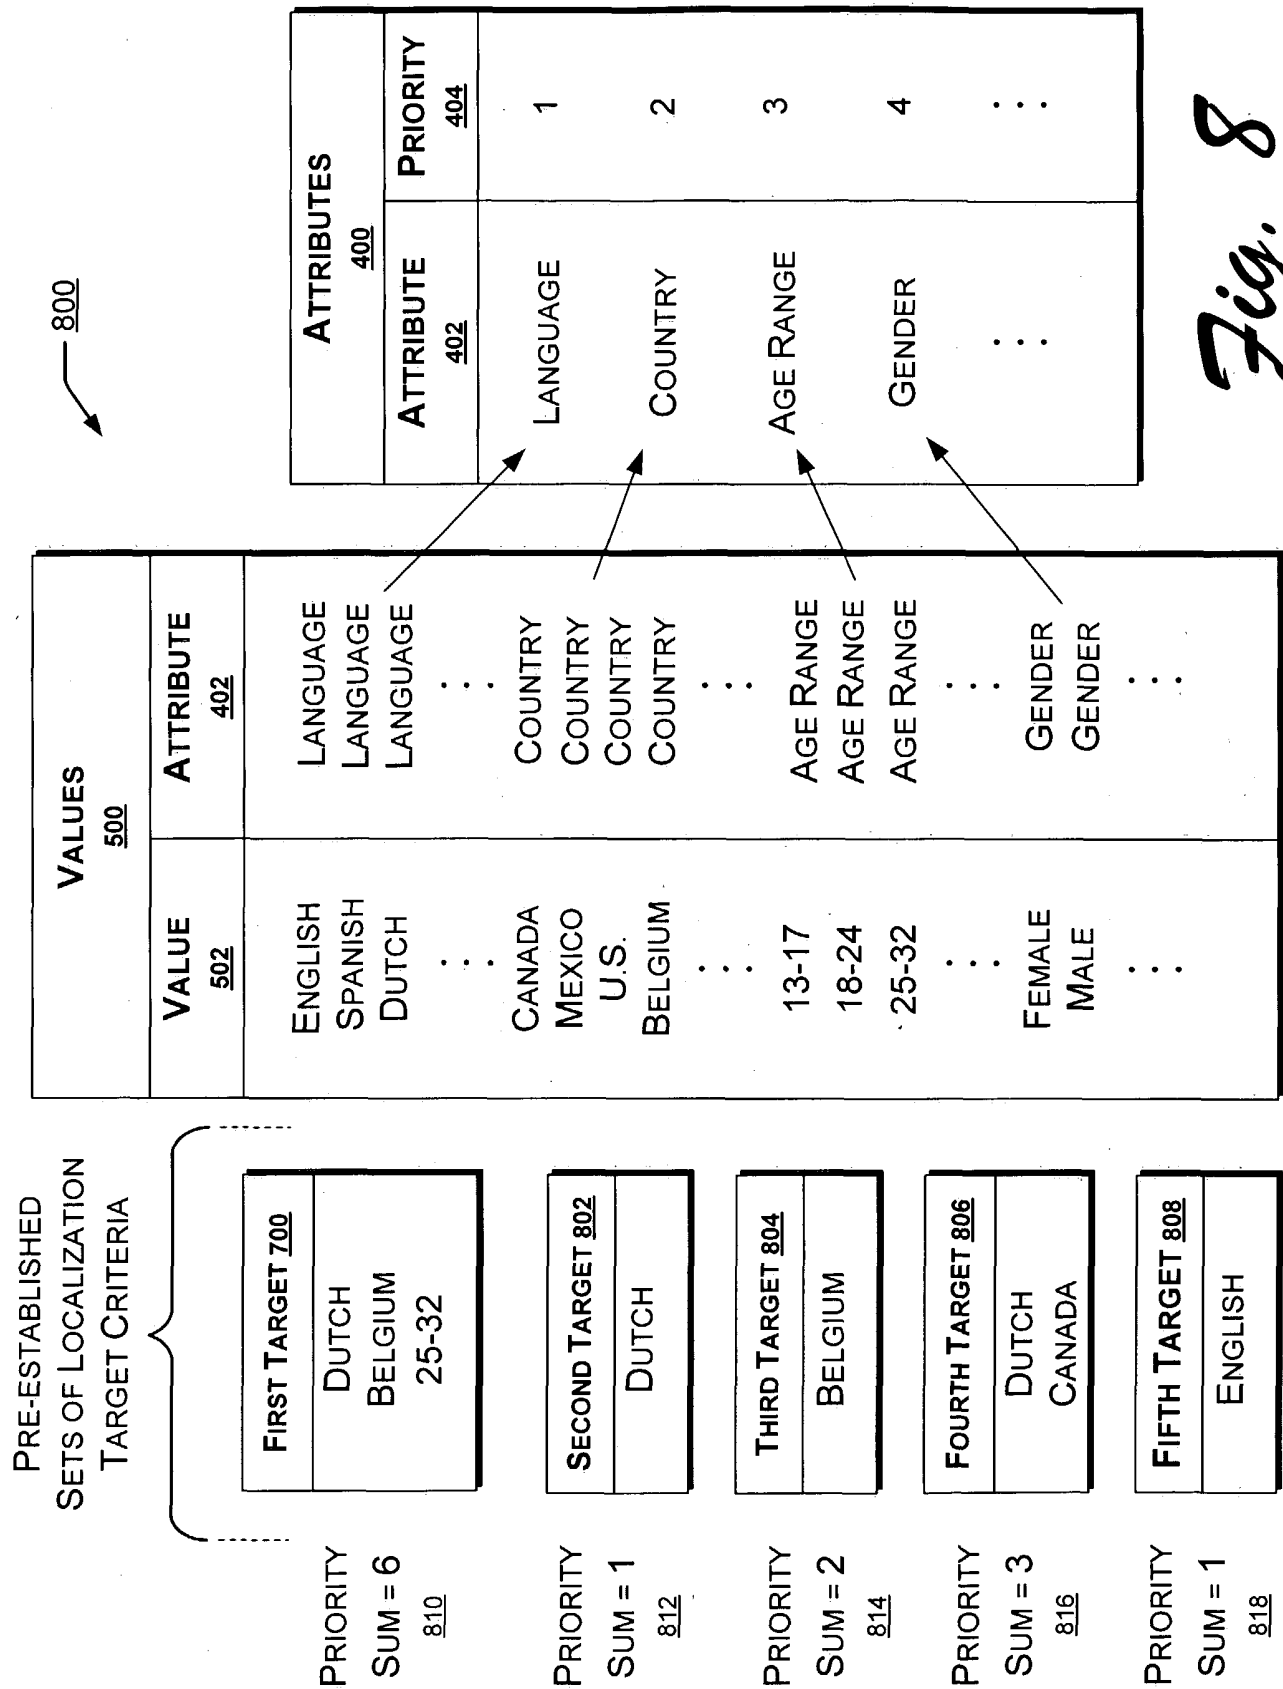 800
PRE-ESTABLISHED
SETS OF LOCALIZATION
TARGET CRITERIA
PRIORITY
SUM = 6
810
FIRST TARGET 700
DUTCH
BELGIUM
25-32
PRIORITY
SUM = 1
812
SECOND TARGET 802
DUTCH
PRIORITY
SUM = 2
814
THIRD TARGET 804
BELGIUM
PRIORITY
SUM = 3
816
FOURTH TARGET 806
DUTCH
CANADA
PRIORITY
SUM = 1
818
FIFTH TARGET 808
ENGLISH
VALUES
500
VALUE ATTRIBUTE
502 402
ENGLISH LANGUAGE
SPANISH LANGUAGE
DUTCH LANGUAGE
... ...
CANADA COUNTRY
MEXICO COUNTRY
U.S. COUNTRY
BELGIUM COUNTRY
... ...
13-17 AGE RANGE
18-24 AGE RANGE
25-32 AGE RANGE
... ...
FEMALE GENDER
MALE GENDER
... ...
ATTRIBUTES
400
ATTRIBUTE PRIORITY
402 404
LANGUAGE 1
COUNTRY 2
AGE RANGE 3
GENDER 4
... ...
Fig. 8